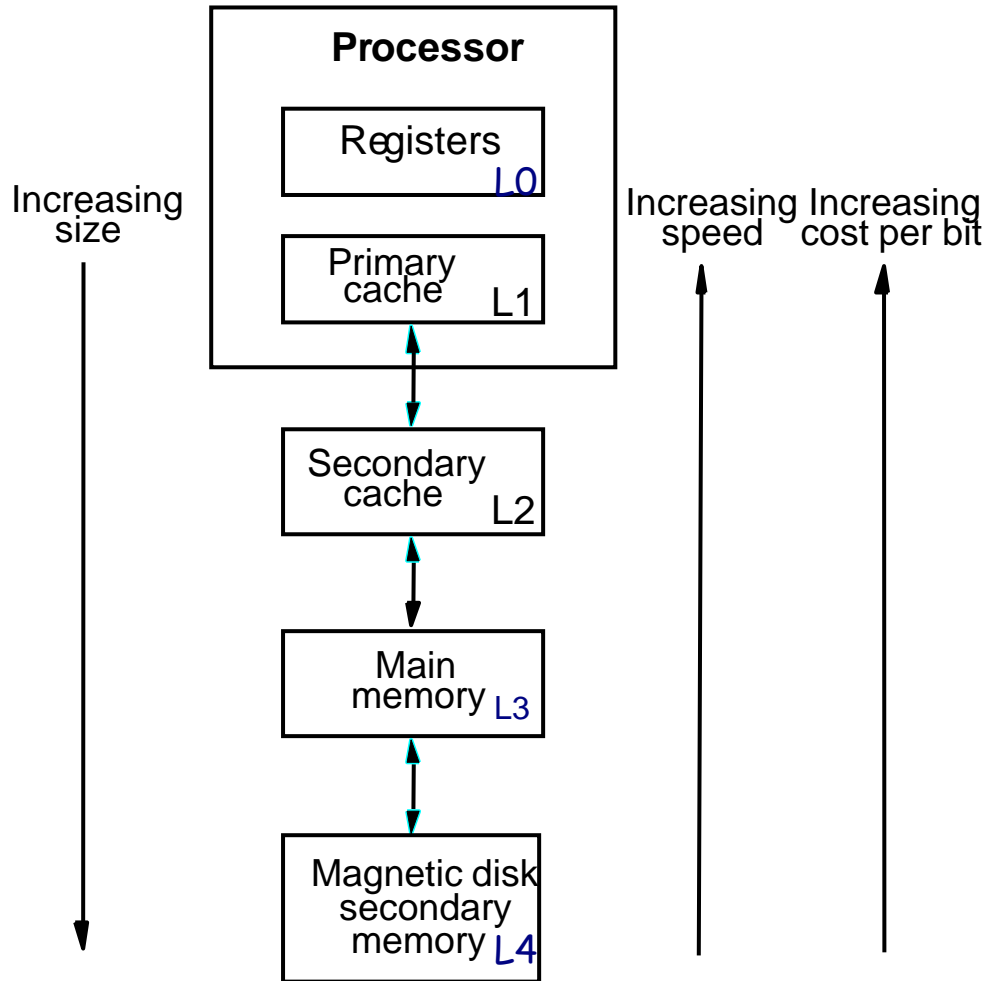 Processor
Registers
L0
Increasing
size
Increasing
speed
Increasing
cost per bit
Primary
cache
L1
Secondary
cache
L2
Main
memory
L3
Magnetic disk
secondary
memory
L4